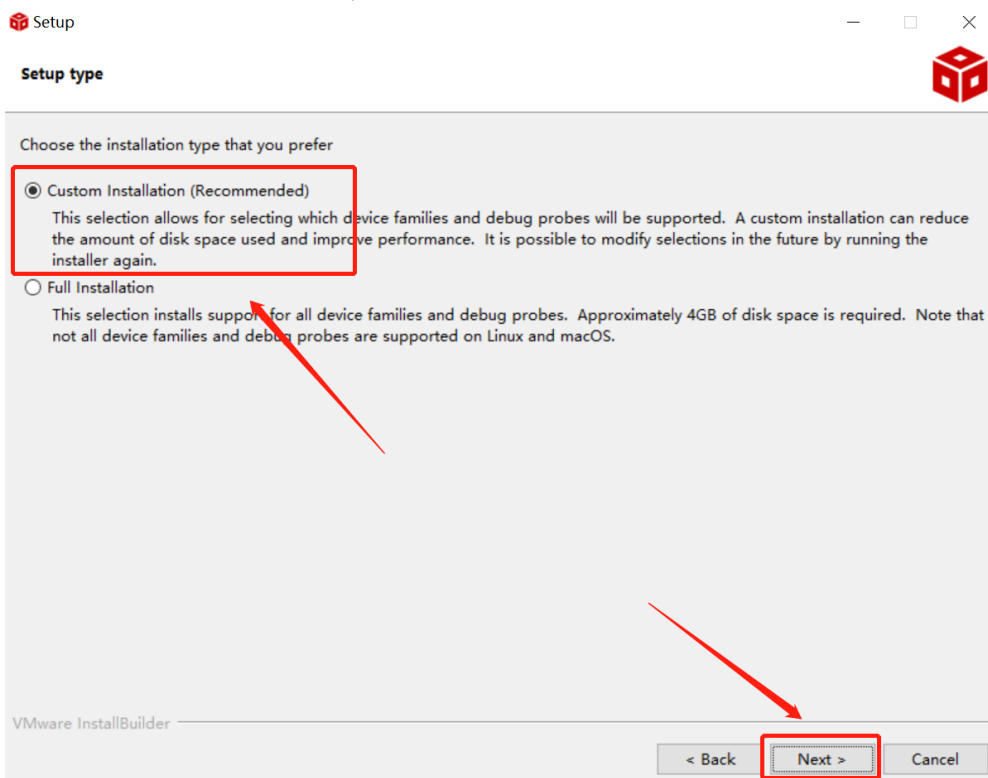 Setup
Setup type
Choose the installation type that you prefer
Custom Installation (Recommended)
This selection allows for selecting which device families and debug probes will be supported. A custom installation can reduce
the amount of disk space used and improve performance. It is possible to modify selections in the future by running the
installer again.
Full Installation
This selection installs support for all device families and debug probes. Approximately 4GB of disk space is required. Note that
not all device families and debug probes are supported on Linux and macOS.
VMware InstallBuilder
< Back
Next >
Cancel